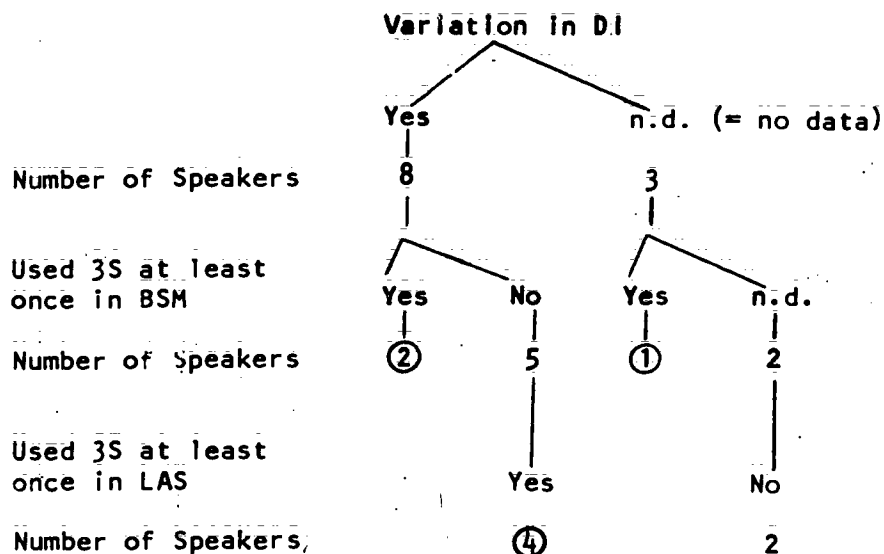 Variation in DI
Yes n.d. (= no data)
Number of Speakers 8 3
Used 3S at least
once in BSM Yes No Yes n.d.
Number of Speakers 2 5 1 2
Used 3S at least
once in LAS Yes No
Number of Speakers, 4 2